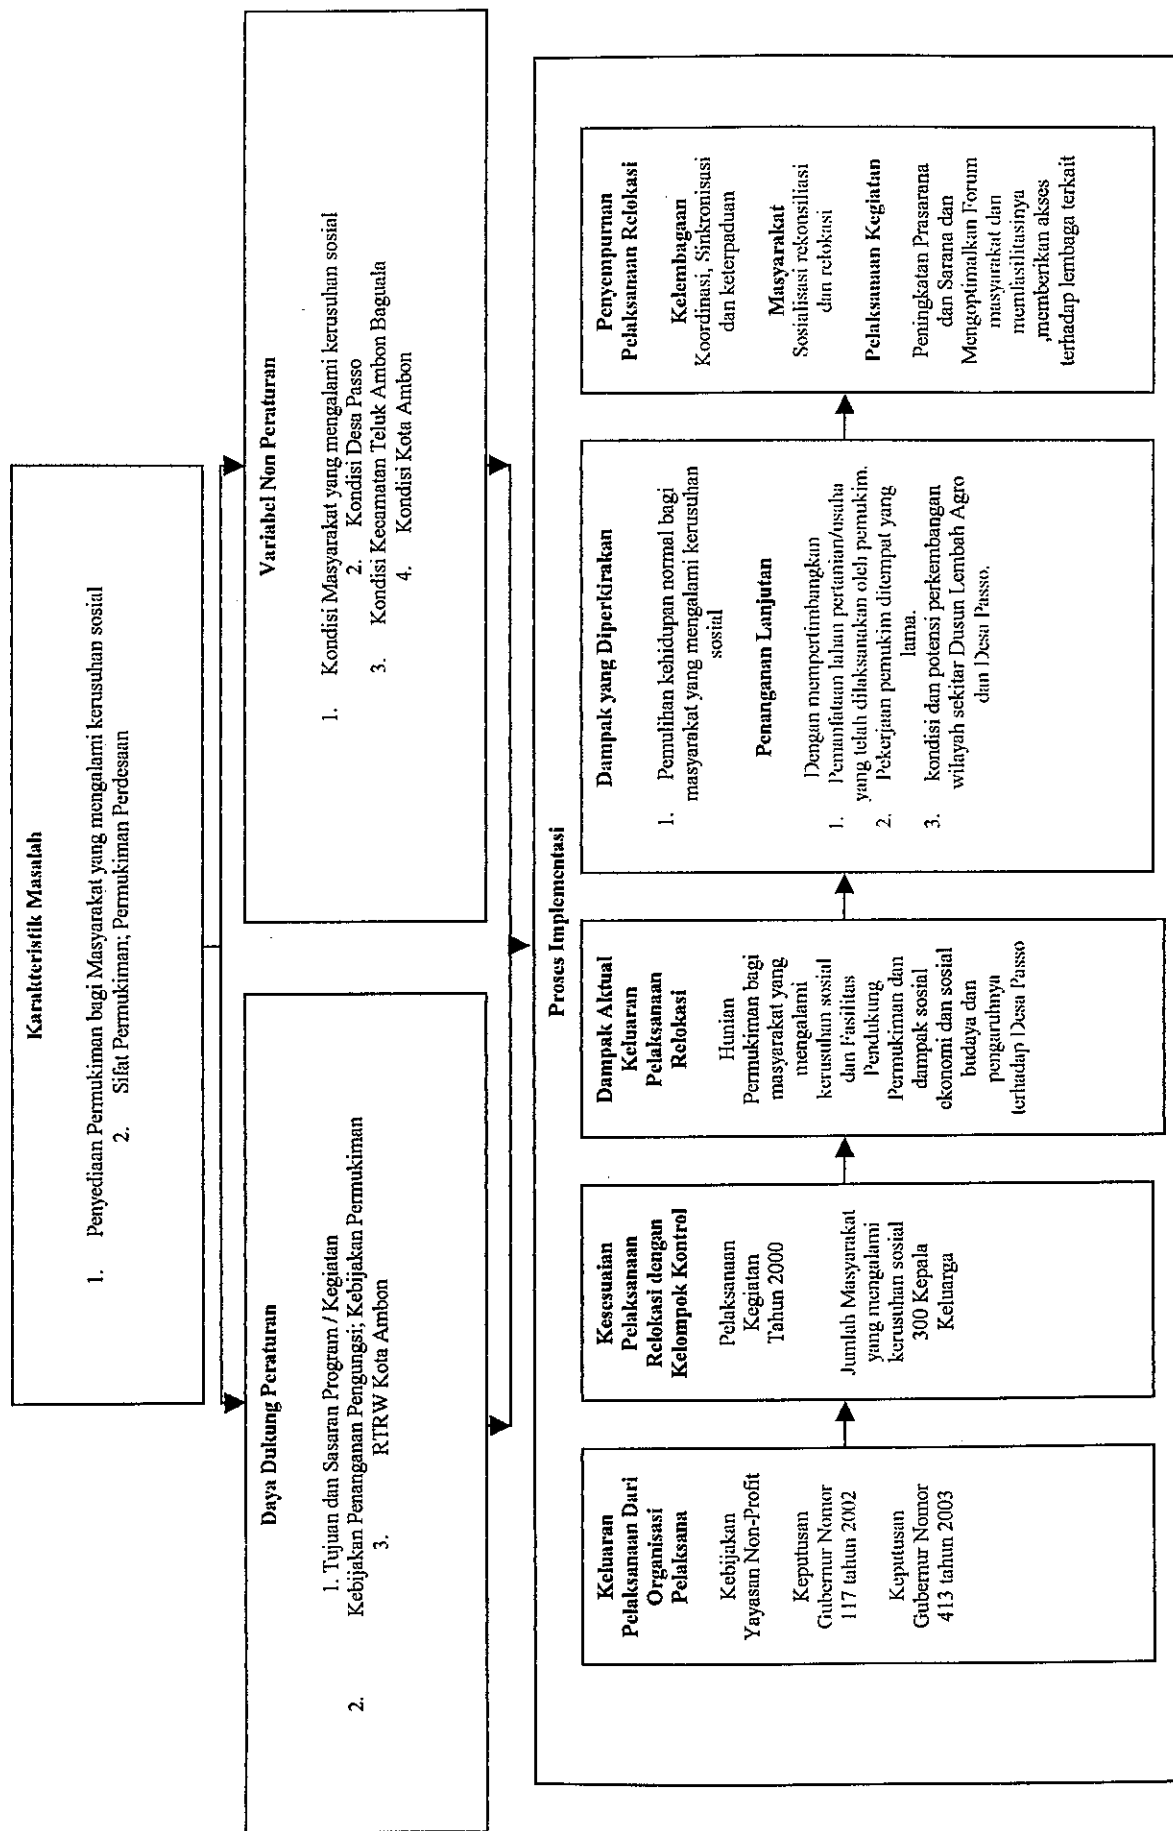 Karakteristik Masalah
1. Penyediaan Permukiman bagi Masyarakat yang mengalami kerusuhan sosial
2. Sifat Permukiman; Permukiman Perdesaan
Daya Dukung Peraturan
1. Tujuan dan Sasaran Program / Kegiatan
2. Kebijakan Penanganan Pengungsi; Kebijakan Permukiman
3. RTRW Kota Ambon
Variabel Non Peraturan
1. Kondisi Masyarakat yang mengalami kerusuhan sosial
2. Kondisi Desa Passo
3. Kondisi Kecamatan Teluk Ambon Baguala
4. Kondisi Kota Ambon
Proses Implementasi
Keluaran
Pelaksanaan Dari
Organisasi
Pelaksana
Kebijakan
Yayasan Non-Profit
Keputusan
Gubernur Nomor
117 tahun 2002
Keputusan
Gubernur Nomor
413 tahun 2003
Kesesuaian
Pelaksanaan
Relokasi dengan
Kelompok Kontrol
Pelaksanaan
Kegiatan
Tahun 2000
Jumlah Masyarakat
yang mengalami
kerusuhan sosial
300 Kepala
Keluarga
Dampak Aktual
Keluaran
Pelaksanaan
Relokasi
Hunian
Permukiman bagi
masyarakat yang
mengalami
kerusuhan sosial
dan Fasilitas
Pendukung
Permukiman dan
dampak sosial
ekonomi dan sosial
budaya dan
pengaruhnya
terhadap Desa Passo
Dampak yang Diperkirakan
1. Pemulihan kehidupan normal bagi
masyarakat yang mengalami kerusuhan
sosial
Penanganan Lanjutan
Dengan mempertimbangkan
1. Pemanfataan lahan pertanian/usaha
yang telah dilaksanakan oleh pemukim.
2. Pekerjaan pemukim ditempat yang
lama.
3. kondisi dan potensi perkembangan
wilayah sekitar Dusun Lembah Agro
dan Desa Passo.
Penyempurnan
Pelaksanaan Relokasi
Kelembagaan
Koordinasi, Sinkronisasi
dan keterpaduan
Masyarakat
Sosialisasi rekonsiliasi
dan relokasi
Pelaksanaan Kegiatan
Peningkatan Prasarana
dan Sarana dan
Mengoptimalkan Forum
masyarakat dan
memfasilitasinya
,memberikan akses
terhadap lembaga terkait